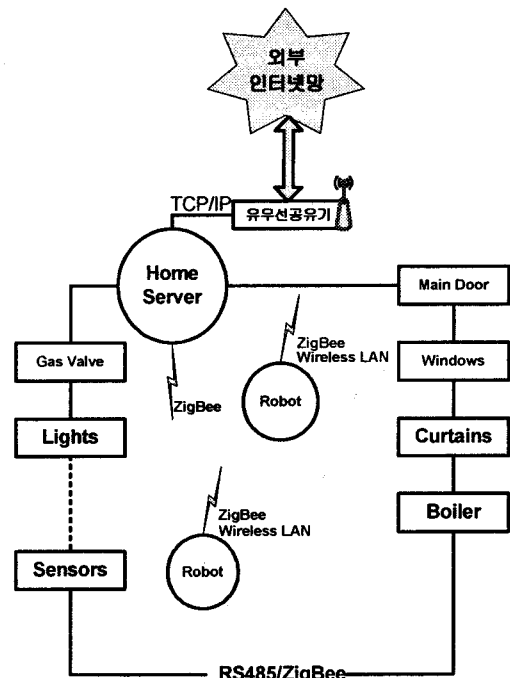 외부
인터넷망
TCP/IP
유우선공유기
Home
Server
Main Door
Gas Valve
ZigBee
Wireless LAN
Windows
ZigBee
Robot
Lights
Curtains
ZigBee
Wireless LAN
Boiler
Sensors
Robot
RS485/ZigBee